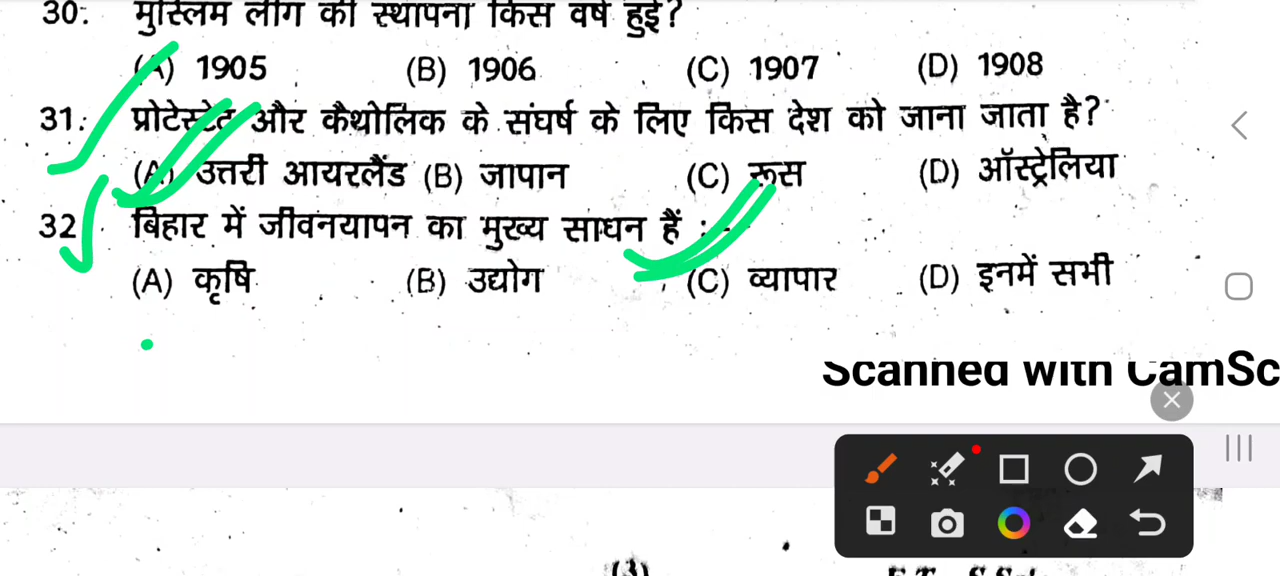 30. मुस्लिम लीग की स्थापना किस वर्ष हुई?
(A) 1905 (B) 1906 (C) 1907 (D) 1908
31. प्रोटेस्टेट और कैथोलिक के संघर्ष के लिए किस देश को जाना जाता है?
(A) उत्तरी आयरलैंड (B) जापान (C) रूस (D) ऑस्ट्रेलिया
32. बिहार में जीवनयापन का मुख्य साधन हैं :-
(A) कृषि (B) उद्योग (C) व्यापार (D) इनमें सभी
Scanned with CamSc
(3)